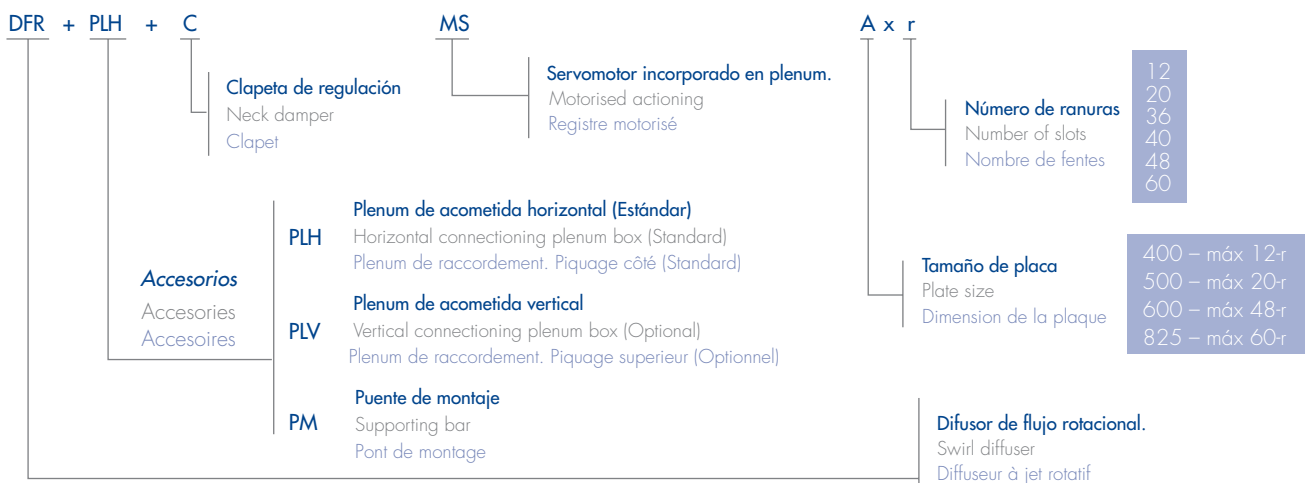 DFR + PLH + C MS A x r
Clapeta de regulación
Neck damper
Clapet
Servomotor incorporado en plenum.
Motorised actioning
Registre motorisé
Número de ranuras
Number of slots
Nombre de fentes
12
20
36
40
48
60
Accesorios
Accesories
Accesoires
PLH
Plenum de acometida horizontal (Estándar)
Horizontal connectioning plenum box (Standard)
Plenum de raccordement. Piquage côté (Standard)
PLV
Plenum de acometida vertical
Vertical connectioning plenum box (Optional)
Plenum de raccordement. Piquage superieur (Optionnel)
PM
Puente de montaje
Supporting bar
Pont de montage
Tamaño de placa
Plate size
Dimension de la plaque
400 – máx 12-r
500 – máx 20-r
600 – máx 48-r
825 – máx 60-r
Difusor de flujo rotacional.
Swirl diffuser
Diffuseur à jet rotatif